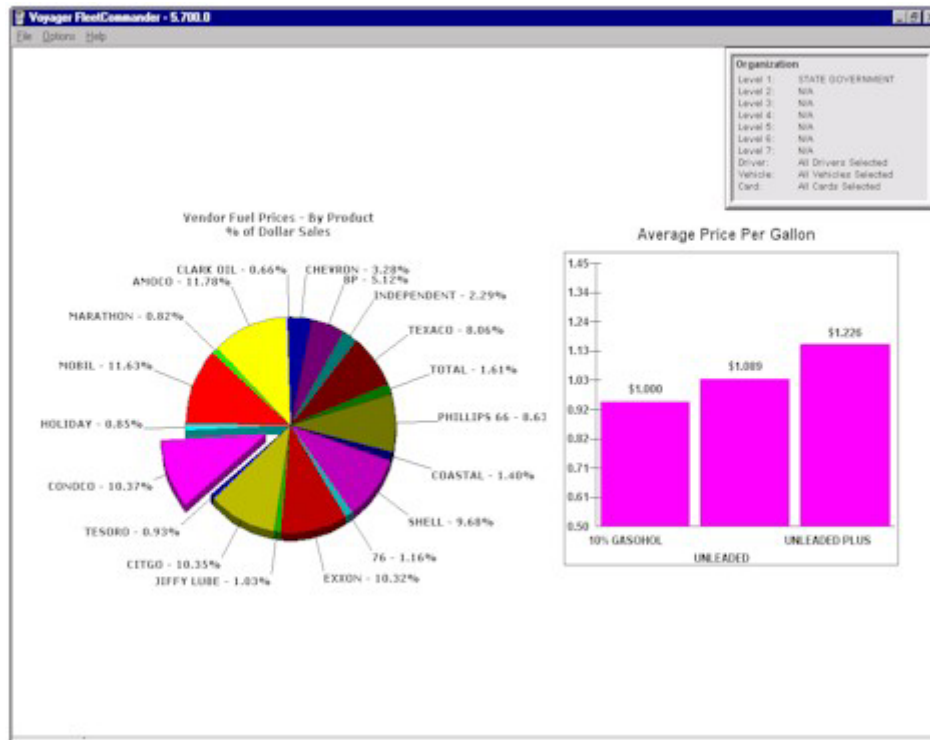 Voyager FleetCommander - 5.700.0
File Options Help
Organization
Level 1: STATE GOVERNMENT
Level 2: N/A
Level 3: N/A
Level 4: N/A
Level 5: N/A
Level 6: N/A
Level 7: N/A
Driver: All Drivers Selected
Vehicle: All Vehicles Selected
Card: All Cards Selected
Vendor Fuel Prices - By Product
% of Dollar Sales
CLARK OIL - 0.66%
CHEVRON - 3.28%
AMOCO - 11.78%
BP - 5.12%
INDEPENDENT - 2.29%
MARATHON - 0.82%
TEXACO - 8.06%
MOBIL - 11.63%
TOTAL - 1.61%
HOLIDAY - 0.85%
PHILLIPS 66 - 8.63
CONOCO - 10.37%
COASTAL - 1.40%
TESORO - 0.93%
SHELL - 9.68%
CITGO - 10.35%
76 - 1.16%
JIFFY LUBE - 1.03%
EXXON - 10.32%
Average Price Per Gallon
1.45
1.34
1.24
1.13
1.03
0.92
0.82
0.71
0.61
0.50
$1.000
$1.089
$1.226
10% GASOHOL
UNLEADED
UNLEADED PLUS